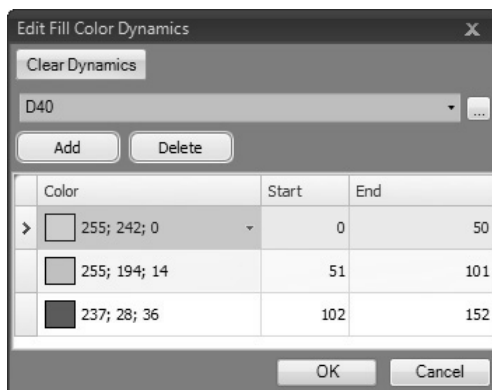 Edit Fill Color Dynamics x
Clear Dynamics
D40 ...
Add Delete
Color Start End
255; 242; 0 0 50
255; 194; 14 51 101
237; 28; 36 102 152
OK Cancel